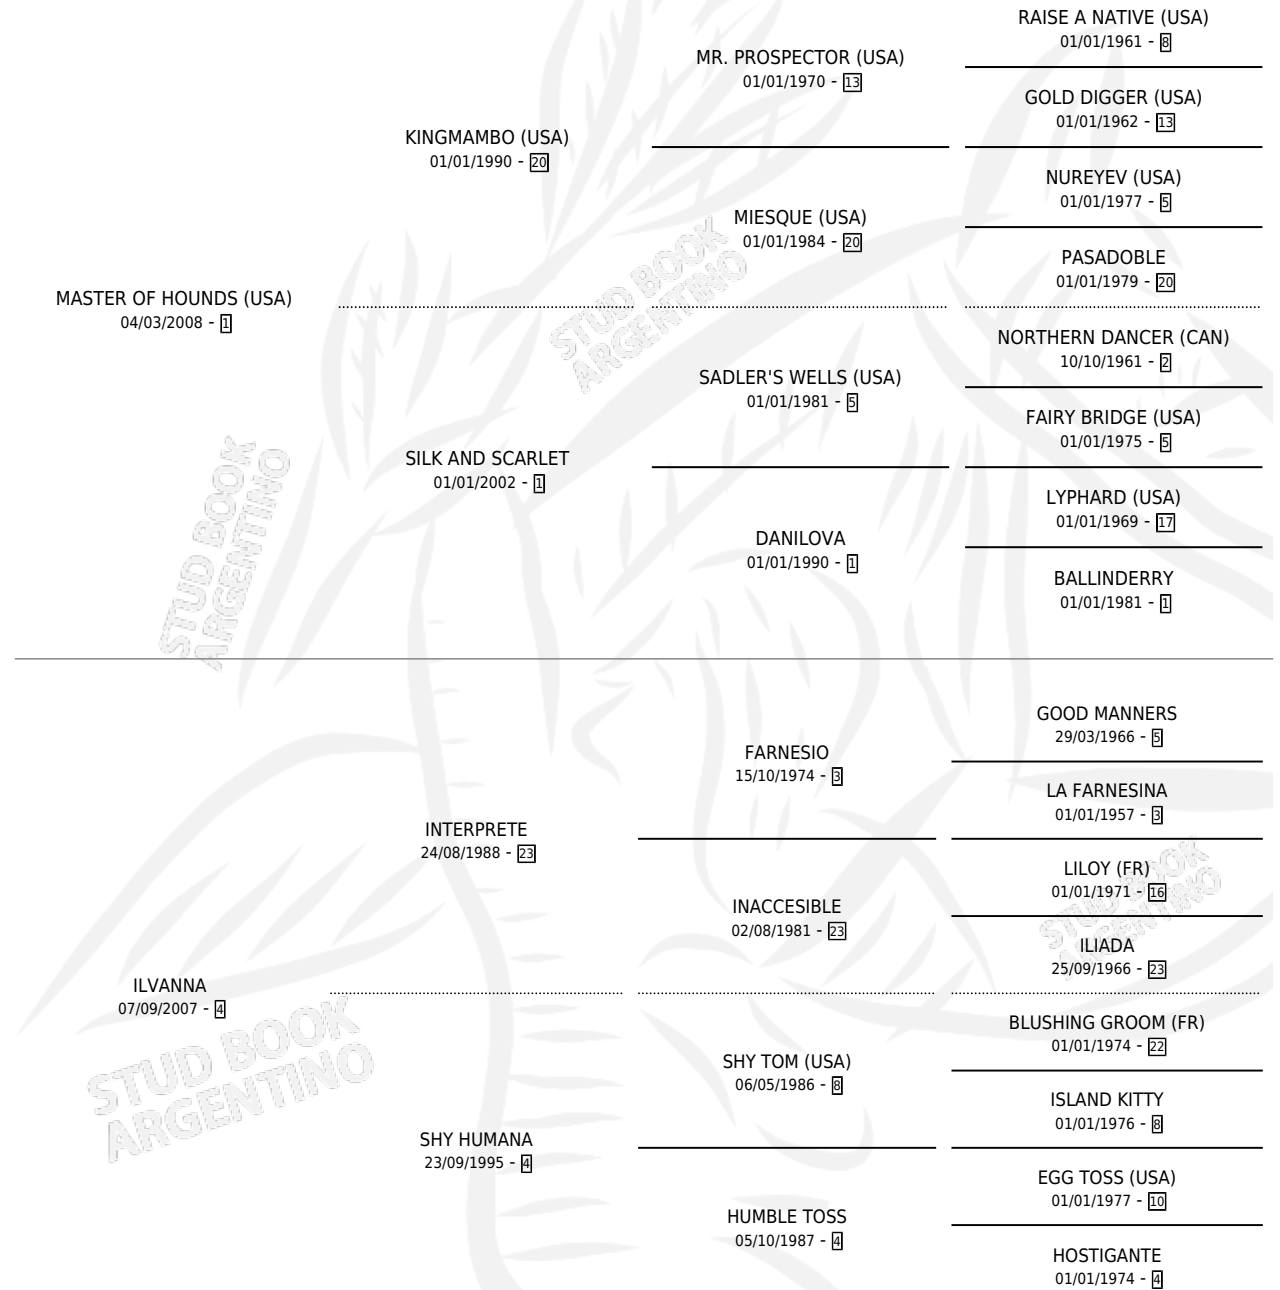 RAISE A NATIVE (USA)
01/01/1961 - 8
MR. PROSPECTOR (USA)
01/01/1970 - 13
GOLD DIGGER (USA)
01/01/1962 - 13
KINGMAMBO (USA)
01/01/1990 - 20
NUREYEV (USA)
01/01/1977 - 5
MIESQUE (USA)
01/01/1984 - 20
PASADOBLE
01/01/1979 - 20
MASTER OF HOUNDS (USA)
04/03/2008 - 1
NORTHERN DANCER (CAN)
10/10/1961 - 2
SADLER'S WELLS (USA)
01/01/1981 - 5
FAIRY BRIDGE (USA)
01/01/1975 - 5
SILK AND SCARLET
01/01/2002 - 1
LYPHARD (USA)
01/01/1969 - 17
DANILOVA
01/01/1990 - 1
BALLINDERRY
01/01/1981 - 1
STUD BOOK
ARGENTINO
STUD BOOK
ARGENTINO
GOOD MANNERS
29/03/1966 - 5
FARNESIO
15/10/1974 - 3
LA FARNESINA
01/01/1957 - 3
INTERPRETE
24/08/1988 - 23
LILOY (FR)
01/01/1971 - 16
INACCESIBLE
02/08/1981 - 23
ILIADA
25/09/1966 - 23
ILVANNA
07/09/2007 - 4
BLUSHING GROOM (FR)
01/01/1974 - 22
SHY TOM (USA)
06/05/1986 - 8
ISLAND KITTY
01/01/1976 - 8
SHY HUMANA
23/09/1995 - 4
EGG TOSS (USA)
01/01/1977 - 10
HUMBLE TOSS
05/10/1987 - 4
HOSTIGANTE
01/01/1974 - 4
STUD BOOK
ARGENTINO
STUD BOOK
ARGENTINO